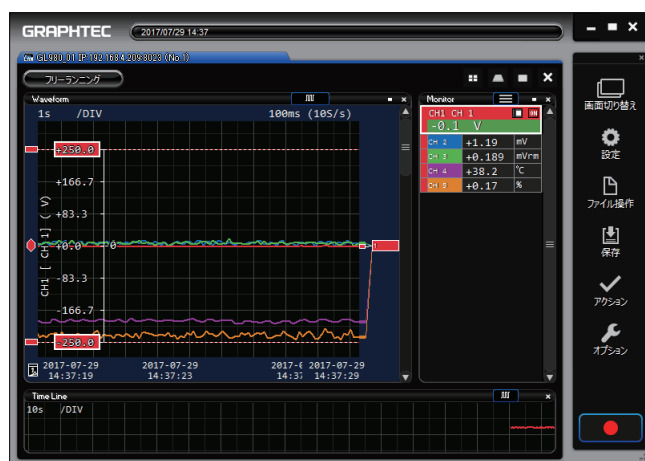 GRAPHTEC
2017/07/29 14:37
GL980_01 IP 192.168.4.209:8023 (No 1)
フリーランニング
Waveform
1s /DIV
100ms (10S/s)
CH1 [ CH 1] ( V)
+250.0
+166.7
+83.3
+0.0
0
-83.3
-166.7
-250.0
1
2017-07-29
14:37:19
2017-07-29
14:37:23
2017-0
14:37
2017-07-29
14:37:29
Monitor
CH1 CH 1
-0.1 V
CH 2 +1.19 mV
CH 3 +0.189 mVrm
CH 4 +38.2 ℃
CH 5 +0.17 %
Time Line
10s /DIV
画面切り替え
設定
ファイル操作
保存
アクション
オプション